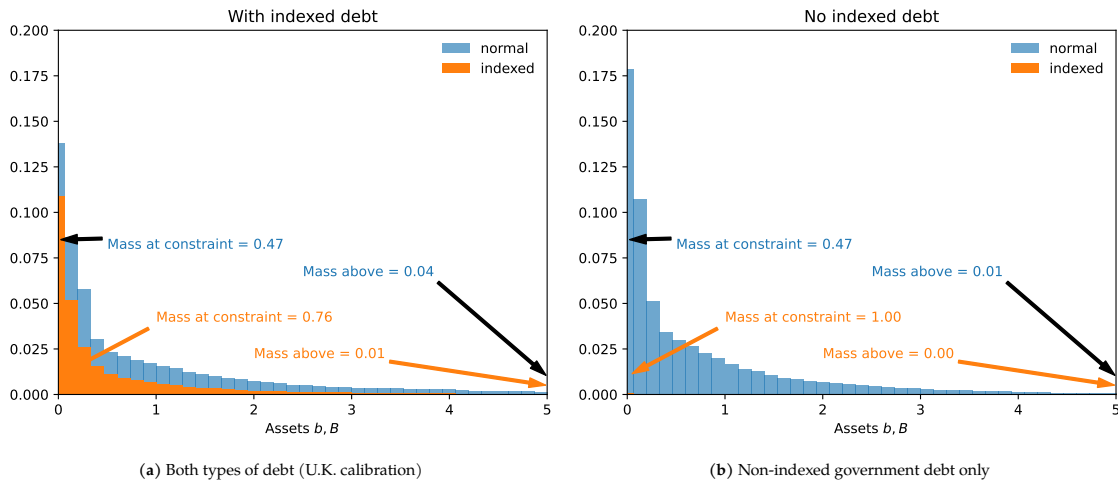 With indexed debt
0.200
0.175
0.150
0.125
0.100
0.075
0.050
0.025
0.000
normal
indexed
Mass at constraint = 0.47
Mass above = 0.04
Mass at constraint = 0.76
Mass above = 0.01
0 1 2 3 4 5
Assets b, B
(a) Both types of debt (U.K. calibration)
No indexed debt
0.200
0.175
0.150
0.125
0.100
0.075
0.050
0.025
0.000
normal
indexed
Mass at constraint = 0.47
Mass above = 0.01
Mass at constraint = 1.00
Mass above = 0.00
0 1 2 3 4 5
Assets b, B
(b) Non-indexed government debt only